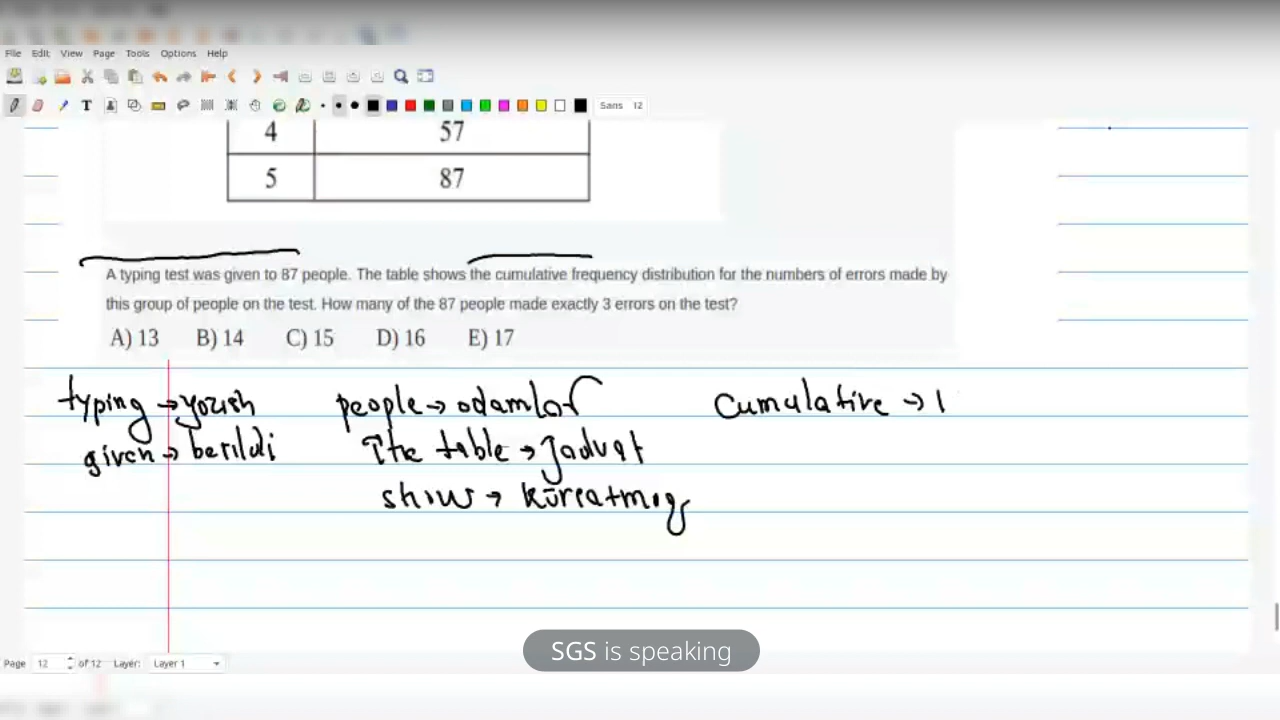 File Edit View Page Tools Options Help
T Sans 12
4 57
5 87
A typing test was given to 87 people. The table shows the cumulative frequency distribution for the numbers of errors made by
this group of people on the test. How many of the 87 people made exactly 3 errors on the test?
A) 13 B) 14 C) 15 D) 16 E) 17
typing → yozish people → odamlar Cumulative →
given → berildi The table → Jadval
shows → kürsatmoq
SGS is speaking
Page 12 of 12 Layer: Layer 1